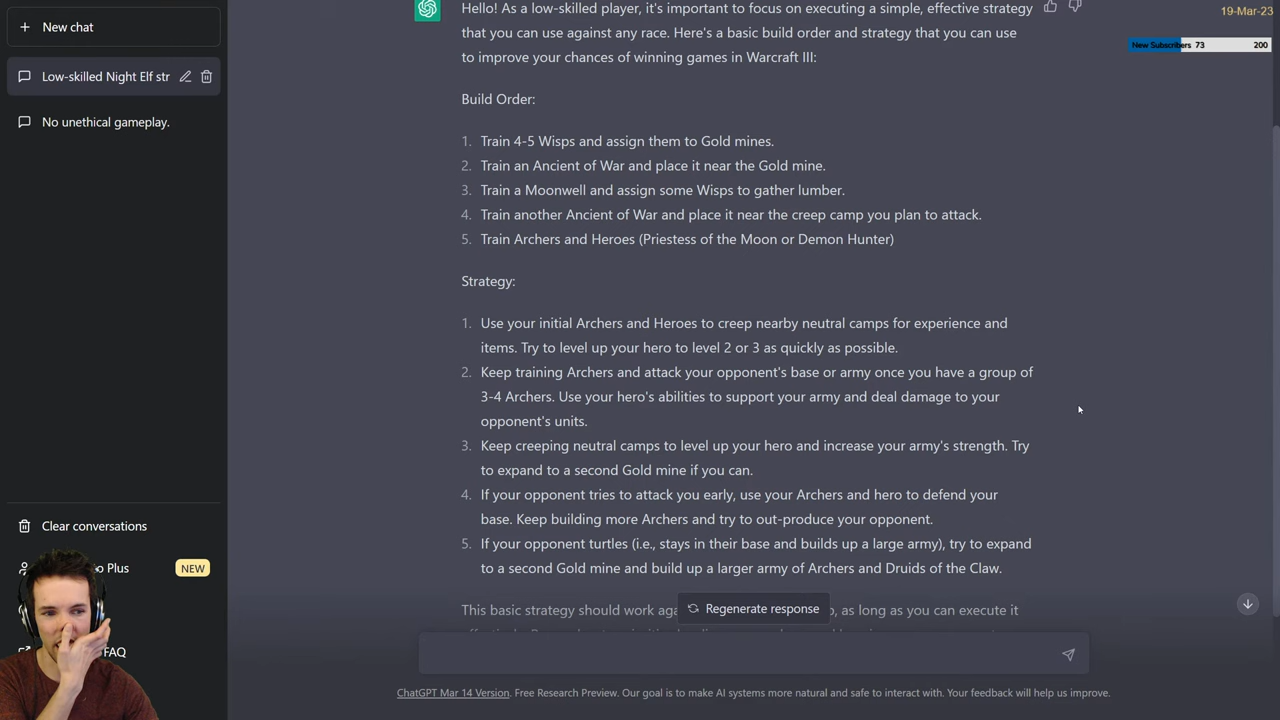 New chat
Low-skilled Night Elf str
No unethical gameplay.
Clear conversations
Plus
NEW
FAQ
19-Mar-23
New Subscribers 73
200
Hello! As a low-skilled player, it's important to focus on executing a simple, effective strategy
that you can use against any race. Here's a basic build order and strategy that you can use
to improve your chances of winning games in Warcraft III:
Build Order:
1. Train 4-5 Wisps and assign them to Gold mines.
2. Train an Ancient of War and place it near the Gold mine.
3. Train a Moonwell and assign some Wisps to gather lumber.
4. Train another Ancient of War and place it near the creep camp you plan to attack.
5. Train Archers and Heroes (Priestess of the Moon or Demon Hunter)
Strategy:
1. Use your initial Archers and Heroes to creep nearby neutral camps for experience and
items. Try to level up your hero to level 2 or 3 as quickly as possible.
2. Keep training Archers and attack your opponent's base or army once you have a group of
3-4 Archers. Use your hero's abilities to support your army and deal damage to your
opponent's units.
3. Keep creeping neutral camps to level up your hero and increase your army's strength. Try
to expand to a second Gold mine if you can.
4. If your opponent tries to attack you early, use your Archers and hero to defend your
base. Keep building more Archers and try to out-produce your opponent.
5. If your opponent turtles (i.e., stays in their base and builds up a large army), try to expand
to a second Gold mine and build up a larger army of Archers and Druids of the Claw.
This basic strategy should work
as long as you can execute it
Regenerate response
ChatGPT Mar 14 Version. Free Research Preview. Our goal is to make AI systems more natural and safe to interact with. Your feedback will help us improve.